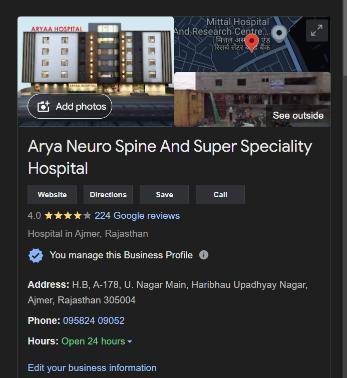 ARYAA HOSPITAL
Mittal Hospital
And Research Centre...
मित्तल हॉस्पिटल एण्ड
Add photos
See outside
Arya Neuro Spine And Super Speciality
Hospital
Website Directions Save Call
4.0 224 Google reviews
Hospital in Ajmer, Rajasthan
You manage this Business Profile
Address: H.B, A-178, U. Nagar Main, Haribhau Upadhyay Nagar,
Ajmer, Rajasthan 305004
Phone: 095824 09052
Hours: Open 24 hours
Edit your business information